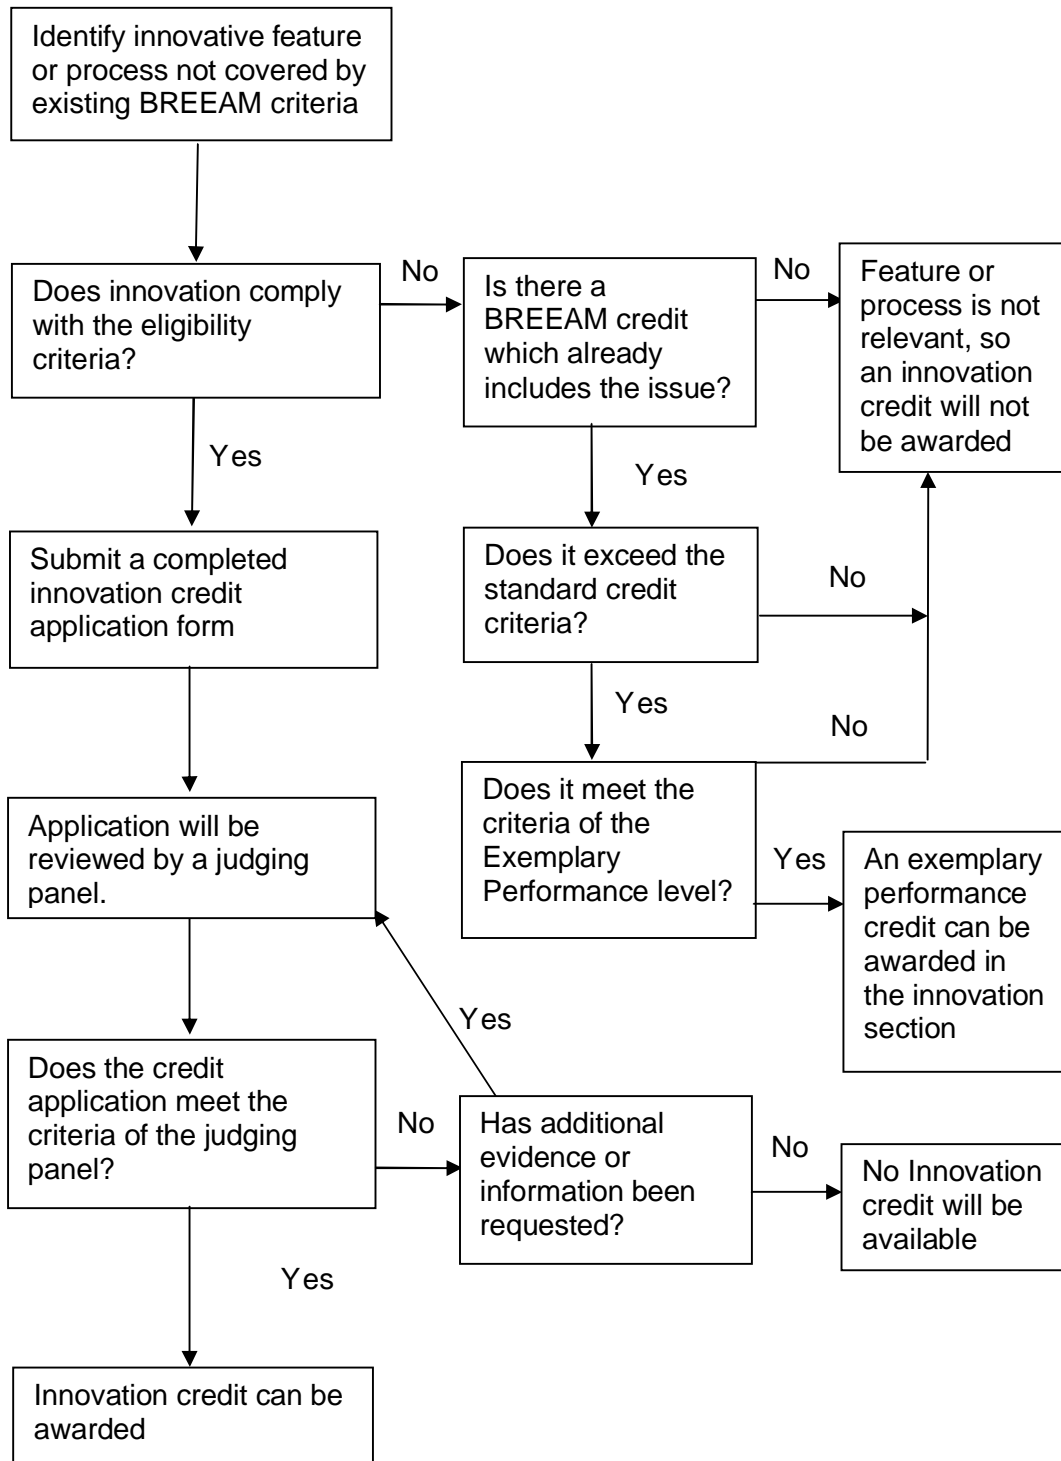 Identify innovative feature
or process not covered by
existing BREEAM criteria
Does innovation comply
with the eligibility
criteria?
No
Is there a
BREEAM credit
which already
includes the issue?
No
Feature or
process is not
relevant, so
an innovation
credit will not
be awarded
Yes
Yes
Submit a completed
innovation credit
application form
Does it exceed the
standard credit
criteria?
No
Yes
No
Application will be
reviewed by a judging
panel.
Does it meet the
criteria of the
Exemplary
Performance level?
Yes
An exemplary
performance
credit can be
awarded in
the innovation
section
Yes
Does the credit
application meet the
criteria of the judging
panel?
No
Has additional
evidence or
information been
requested?
No
No Innovation
credit will be
available
Yes
Innovation credit can be
awarded